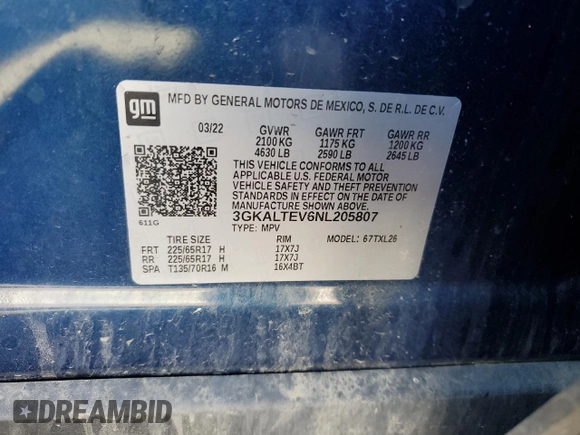 gm
MFD BY GENERAL MOTORS DE MEXICO, S. DE R.L. DE C.V.
03/22 GVWR GAWR FRT GAWR RR
2100 KG 1175 KG 1200 KG
4630 LB 2590 LB 2645 LB
THIS VEHICLE CONFORMS TO ALL
APPLICABLE U.S. FEDERAL MOTOR
VEHICLE SAFETY AND THEFT PREVENTION
STANDARDS IN EFFECT ON THE DATE OF
MANUFACTURE SHOWN ABOVE.
3GKALTEV6NL205807
611G
TYPE: MPV MODEL: 67TXL26
TIRE SIZE RIM
FRT 225/65R17 H 17X7J
RR 225/65R17 H 17X7J
SPA T135/70R16 M 16X4BT
DREAMBID